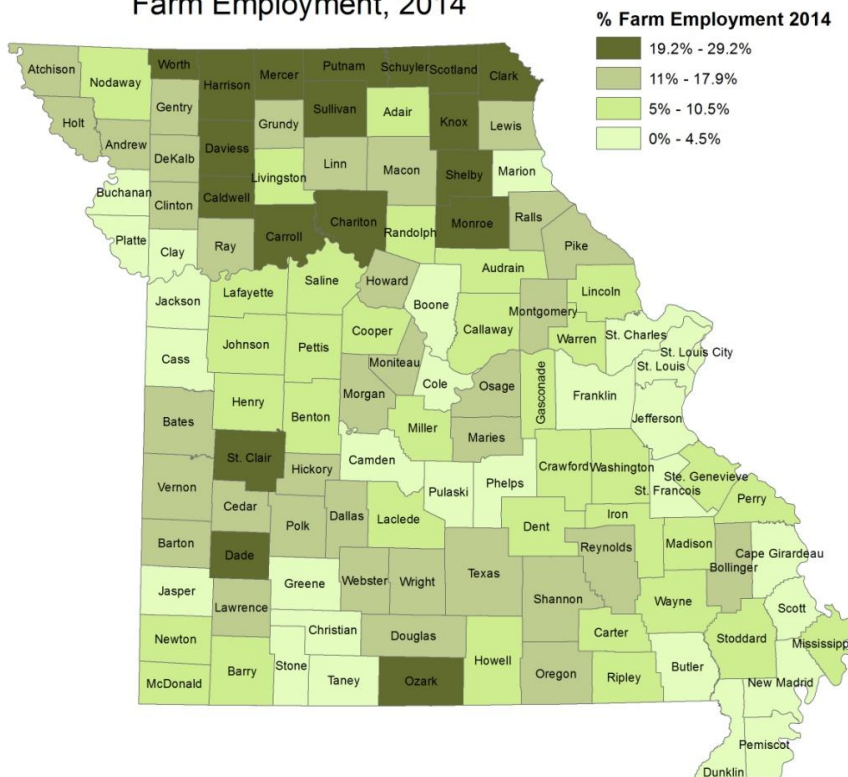 Farm Employment, 2014
% Farm Employment 2014
19.2% - 29.2%
11% - 17.9%
5% - 10.5%
0% - 4.5%
Atchison
Nodaway
Worth
Harrison
Mercer
Putnam
Schuyler
Scotland
Clark
Holt
Andrew
Gentry
DeKalb
Daviess
Grundy
Sullivan
Adair
Knox
Lewis
Buchanan
Clinton
Caldwell
Livingston
Linn
Macon
Shelby
Marion
Platte
Clay
Ray
Carroll
Chariton
Randolph
Monroe
Ralls
Pike
Jackson
Lafayette
Saline
Howard
Boone
Audrain
Callaway
Montgomery
Lincoln
Warren
St. Charles
St. Louis City
St. Louis
Cass
Johnson
Pettis
Cooper
Moniteau
Cole
Osage
Gasconade
Franklin
Jefferson
Bates
Henry
Benton
Morgan
Miller
Maries
St. Clair
Hickory
Camden
Pulaski
Phelps
Crawford
Washington
St. Francois
Ste. Genevieve
Perry
Vernon
Cedar
Polk
Dallas
Laclede
Dent
Iron
Reynolds
Madison
Bollinger
Cape Girardeau
Barton
Dade
Greene
Webster
Wright
Texas
Shannon
Wayne
Scott
Jasper
Lawrence
Christian
Douglas
Carter
Stoddard
Mississippi
Newton
McDonald
Barry
Stone
Taney
Ozark
Howell
Oregon
Ripley
Butler
New Madrid
Pemiscot
Dunklin